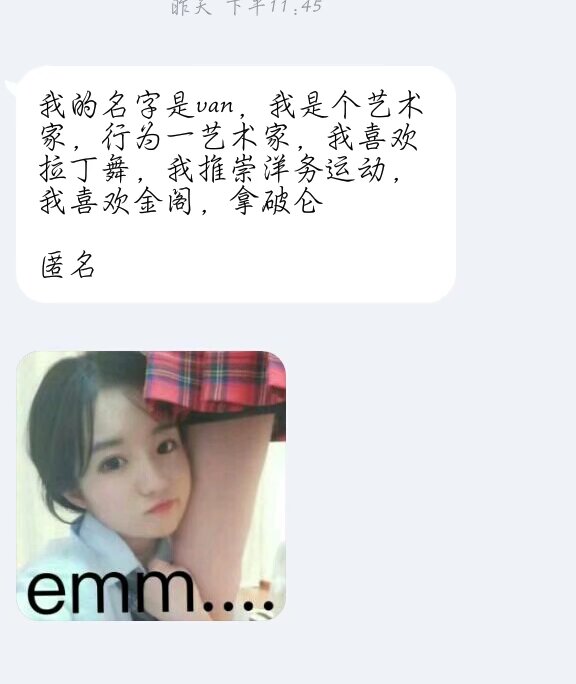 昨天 下午11:45
我的名字是van，我是个艺术
家，行为一艺术家，我喜欢
拉丁舞，我推崇洋务运动，
我喜欢金阁，拿破仑
匿名
emm....